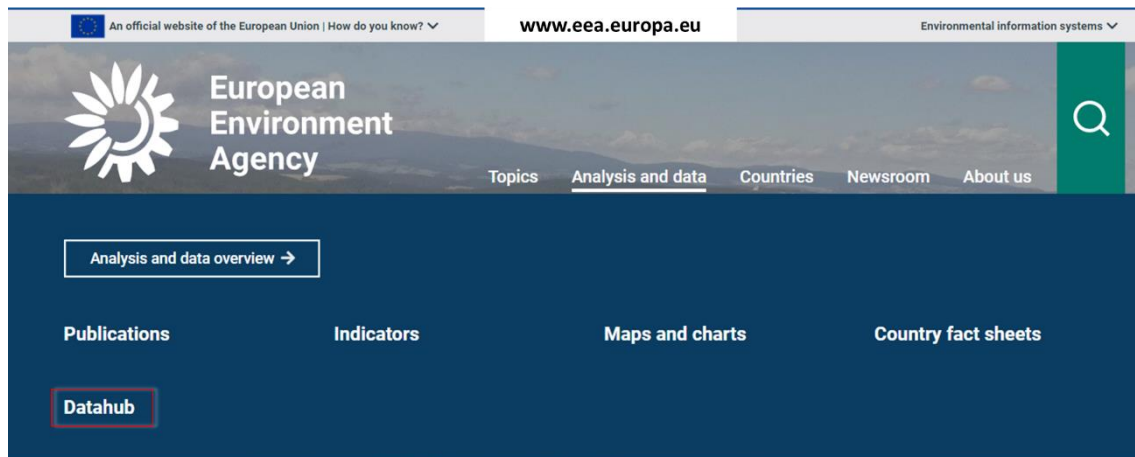 An official website of the European Union | How do you know?
www.eea.europa.eu
Environmental information systems
European
Environment
Agency
Topics
Analysis and data
Countries
Newsroom
About us
Analysis and data overview →
Publications
Indicators
Maps and charts
Country fact sheets
Datahub